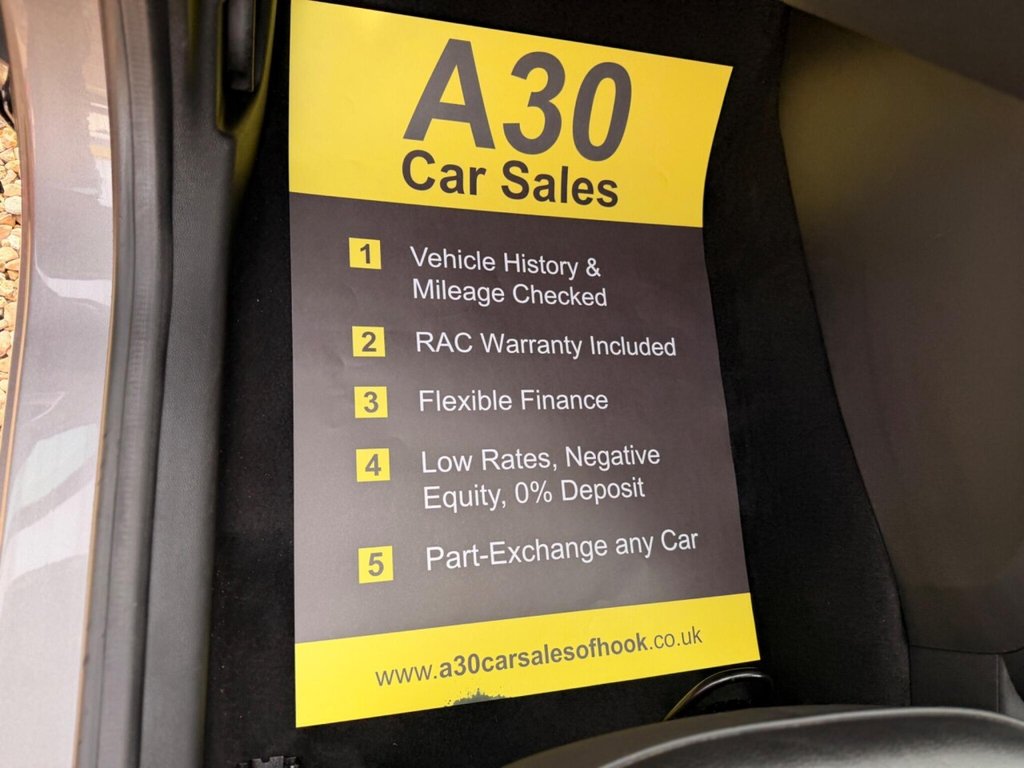 A30
Car Sales
1 Vehicle History &
Mileage Checked
2 RAC Warranty Included
3 Flexible Finance
4 Low Rates, Negative
Equity, 0% Deposit
5 Part-Exchange any Car
www.a30carsalesofhook.co.uk